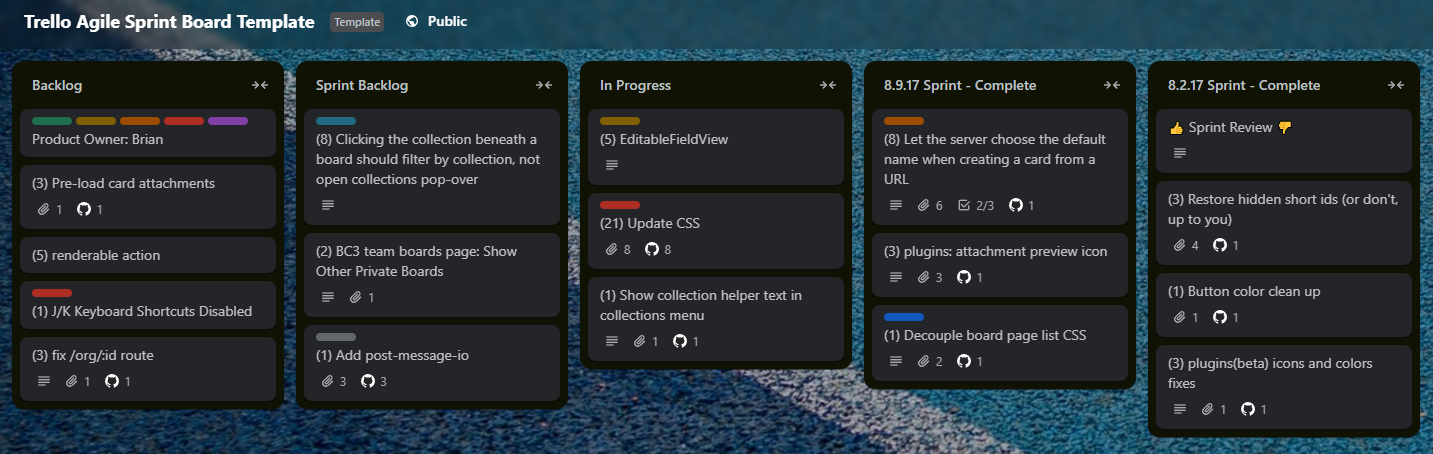 Trello Agile Sprint Board Template
Template
Public
Backlog
Product Owner: Brian
(3) Pre-load card attachments
1 1
(5) renderable action
(1) J/K Keyboard Shortcuts Disabled
(3) fix /org/:id route
1 1
Sprint Backlog
(8) Clicking the collection beneath a
board should filter by collection, not
open collections pop-over
(2) BC3 team boards page: Show
Other Private Boards
1
(1) Add post-message-io
3 3
In Progress
(5) EditableFieldView
(21) Update CSS
8 8
(1) Show collection helper text in
collections menu
1 1
8.9.17 Sprint - Complete
(8) Let the server choose the default
name when creating a card from a
URL
6 2/3 1
(3) plugins: attachment preview icon
3 1
(1) Decouple board page list CSS
2 1
8.2.17 Sprint - Complete
👍 Sprint Review 👎
(3) Restore hidden short ids (or don't,
up to you)
4 1
(1) Button color clean up
1 1
(3) plugins(beta) icons and colors
fixes
1 1